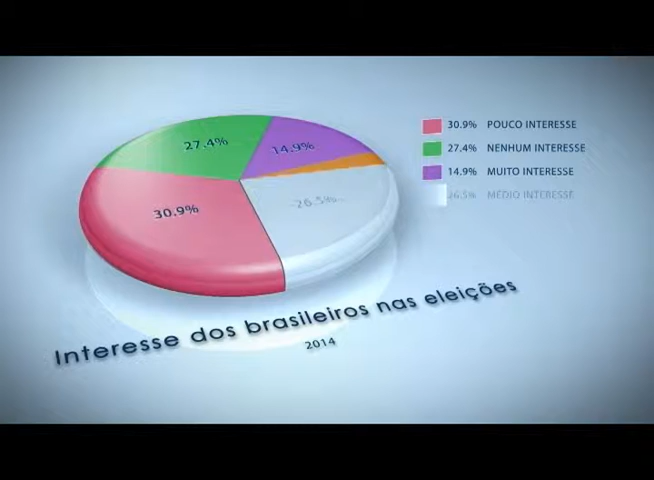 27.4%
14.9%
30.9%
26.5%
30.9% POUCO INTERESSE
27.4% NENHUM INTERESSE
14.9% MUITO INTERESSE
26.5% MÉDIO INTERESSE
Interesse dos brasileiros nas eleições
2014